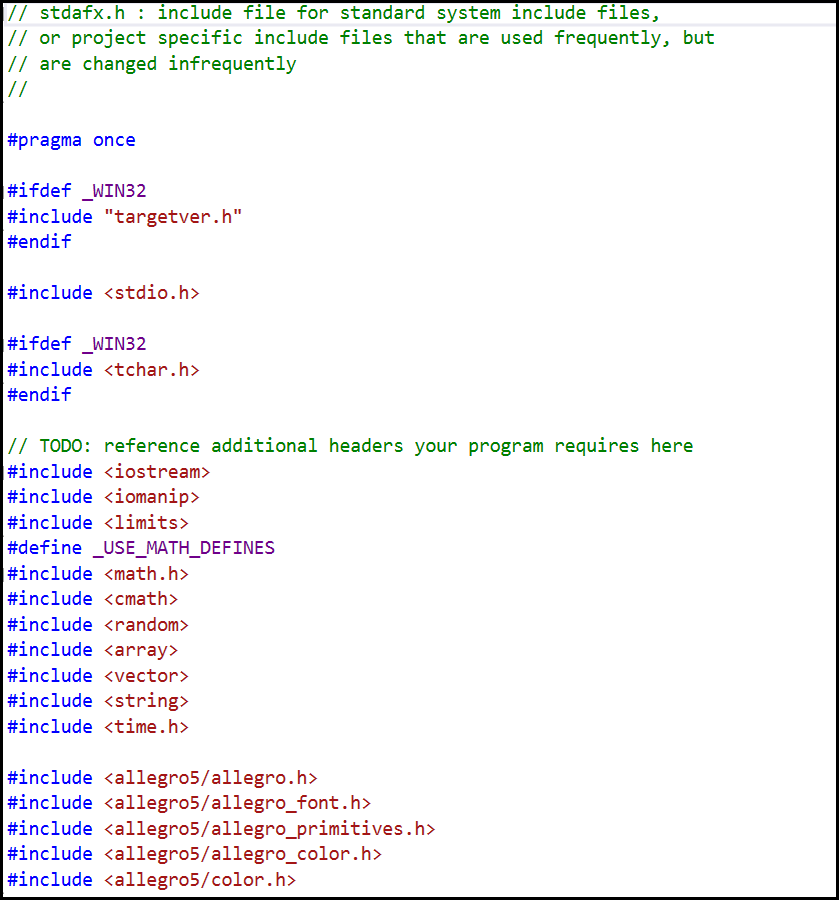 // stdafx.h : include file for standard system include files,
// or project specific include files that are used frequently, but
// are changed infrequently
//
#pragma once
#ifdef _WIN32
#include "targetver.h"
#endif
#include <stdio.h>
#ifdef _WIN32
#include <tchar.h>
#endif
// TODO: reference additional headers your program requires here
#include <iostream>
#include <iomanip>
#include <limits>
#define _USE_MATH_DEFINES
#include <math.h>
#include <cmath>
#include <random>
#include <array>
#include <vector>
#include <string>
#include <time.h>
#include <allegro5/allegro.h>
#include <allegro5/allegro_font.h>
#include <allegro5/allegro_primitives.h>
#include <allegro5/allegro_color.h>
#include <allegro5/color.h>